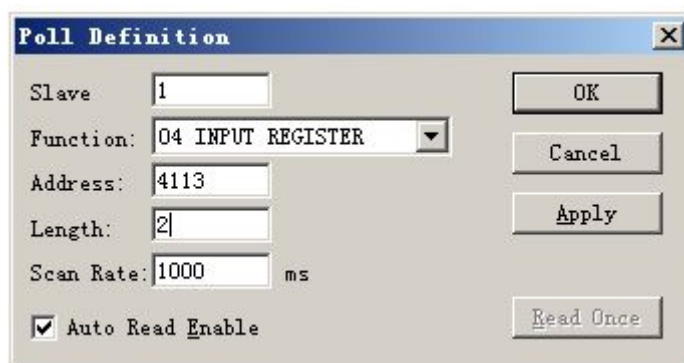 Poll Definition
Slave 1
Function: 04 INPUT REGISTER
Address: 4113
Length: 2
Scan Rate: 1000 ms
Auto Read Enable
OK
Cancel
Apply
Read Once